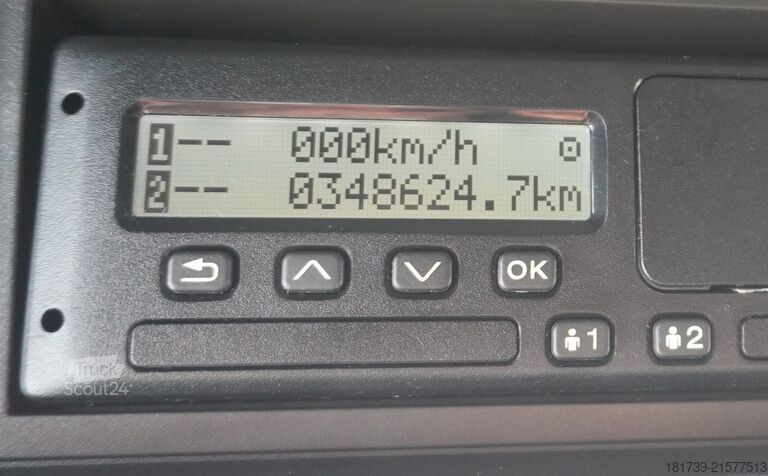 1-- 000km/h
2-- 0348624.7km
OK
1
2
Truck
Scout24
181739-21577513